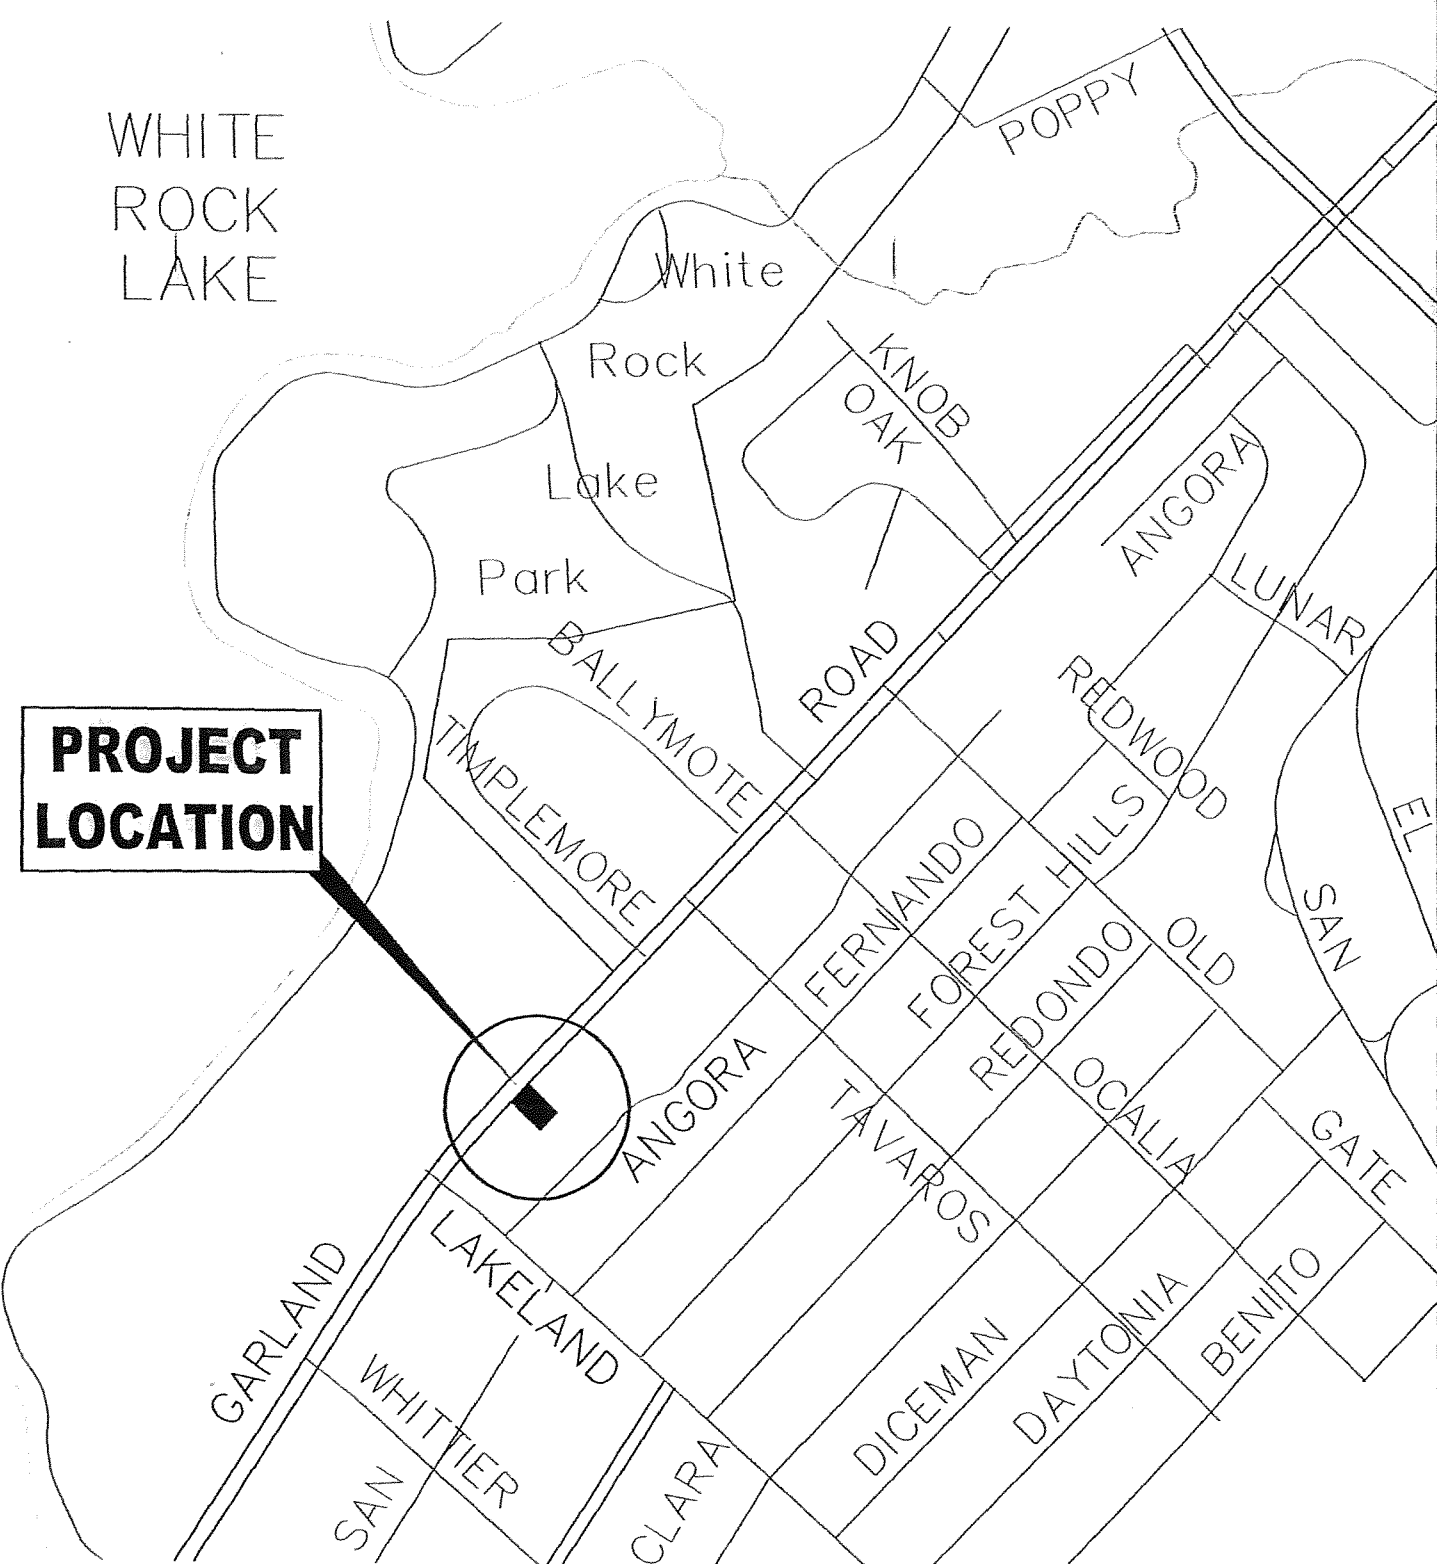 WHITE
ROCK
LAKE
POPPY
White
Rock
Lake
Park
KNOB
OAK
ANGORA
LUNAR
ROAD
BALLYMOTE
TIMPLEMORE
REDWOOD
EL
PROJECT
LOCATION
FERNANDO
FOREST HILLS
SAN
OLD
REDONDO
ANGORA
TAVAROS
OCALIA
GATE
GARLAND
LAKELAND
WHITTIER
DICEMAN
DAYTONIA
BENITO
SAN
CLARA